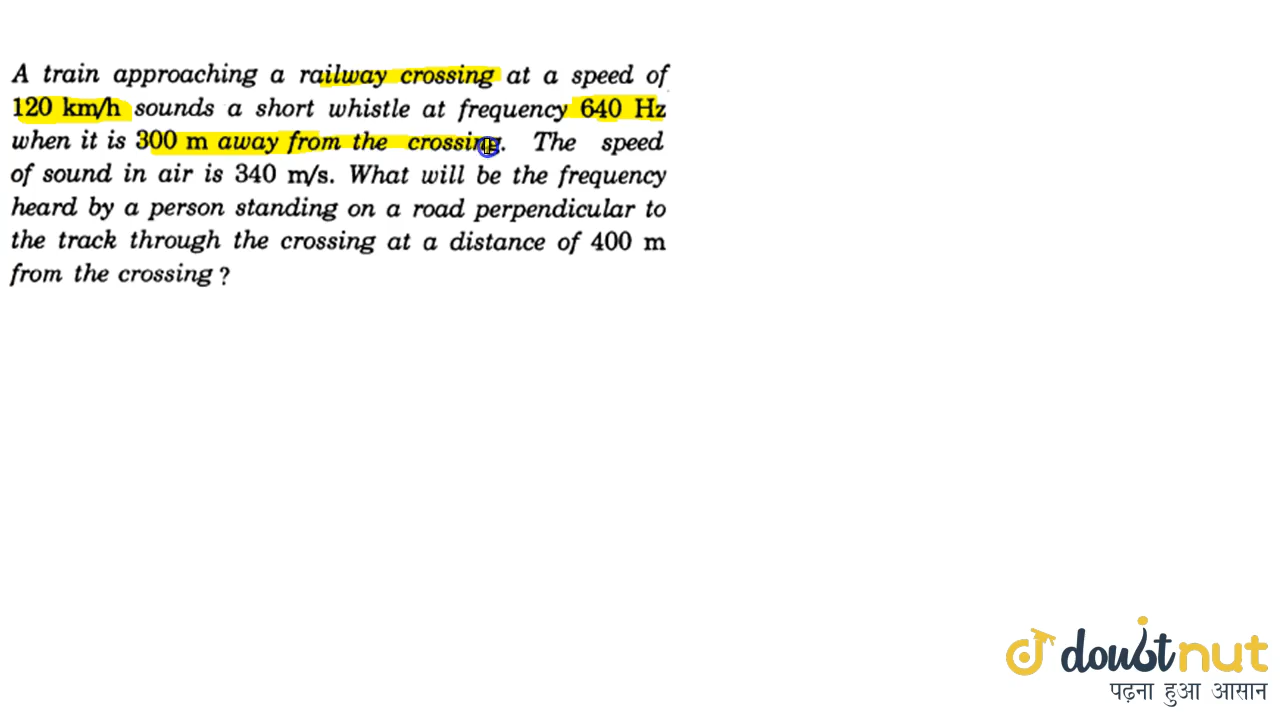 A train approaching a railway crossing at a speed of
120 km/h sounds a short whistle at frequency 640 Hz
when it is 300 m away from the crossing. The speed
of sound in air is 340 m/s. What will be the frequency
heard by a person standing on a road perpendicular to
the track through the crossing at a distance of 400 m
from the crossing ?
doubtnut
पढ़ना हुआ आसान